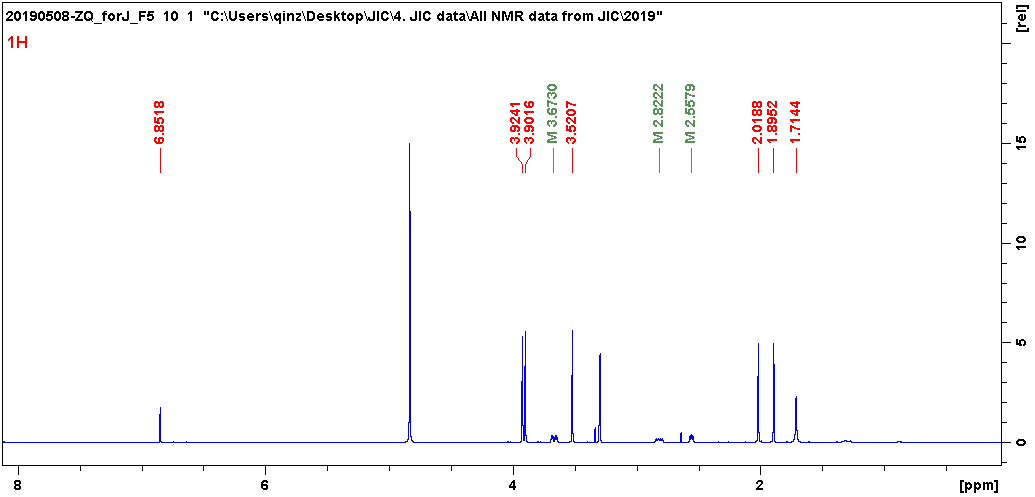 20190508-ZQ_forJ_F5 10 1 "C:\Users\qinz\Desktop\JIC\4. JIC data\All NMR data from JIC\2019"
1H
[rel]
6.8518
3.9241
3.9016
M 3.6730
3.5207
M 2.8222
M 2.5579
2.0188
1.8952
1.7144
15
10
5
0
8 6 4 2 [ppm]